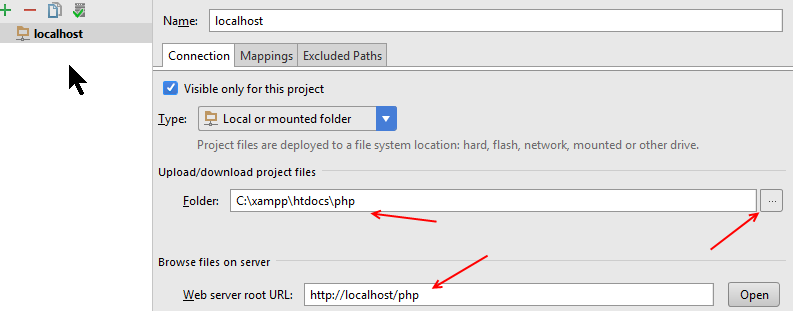 Name: localhost
localhost
Connection Mappings Excluded Paths
Visible only for this project
Type: Local or mounted folder
Project files are deployed to a file system location: hard, flash, network, mounted or other drive.
Upload/download project files
Folder: C:\xampp\htdocs\php ...
Browse files on server
Web server root URL: http://localhost/php Open